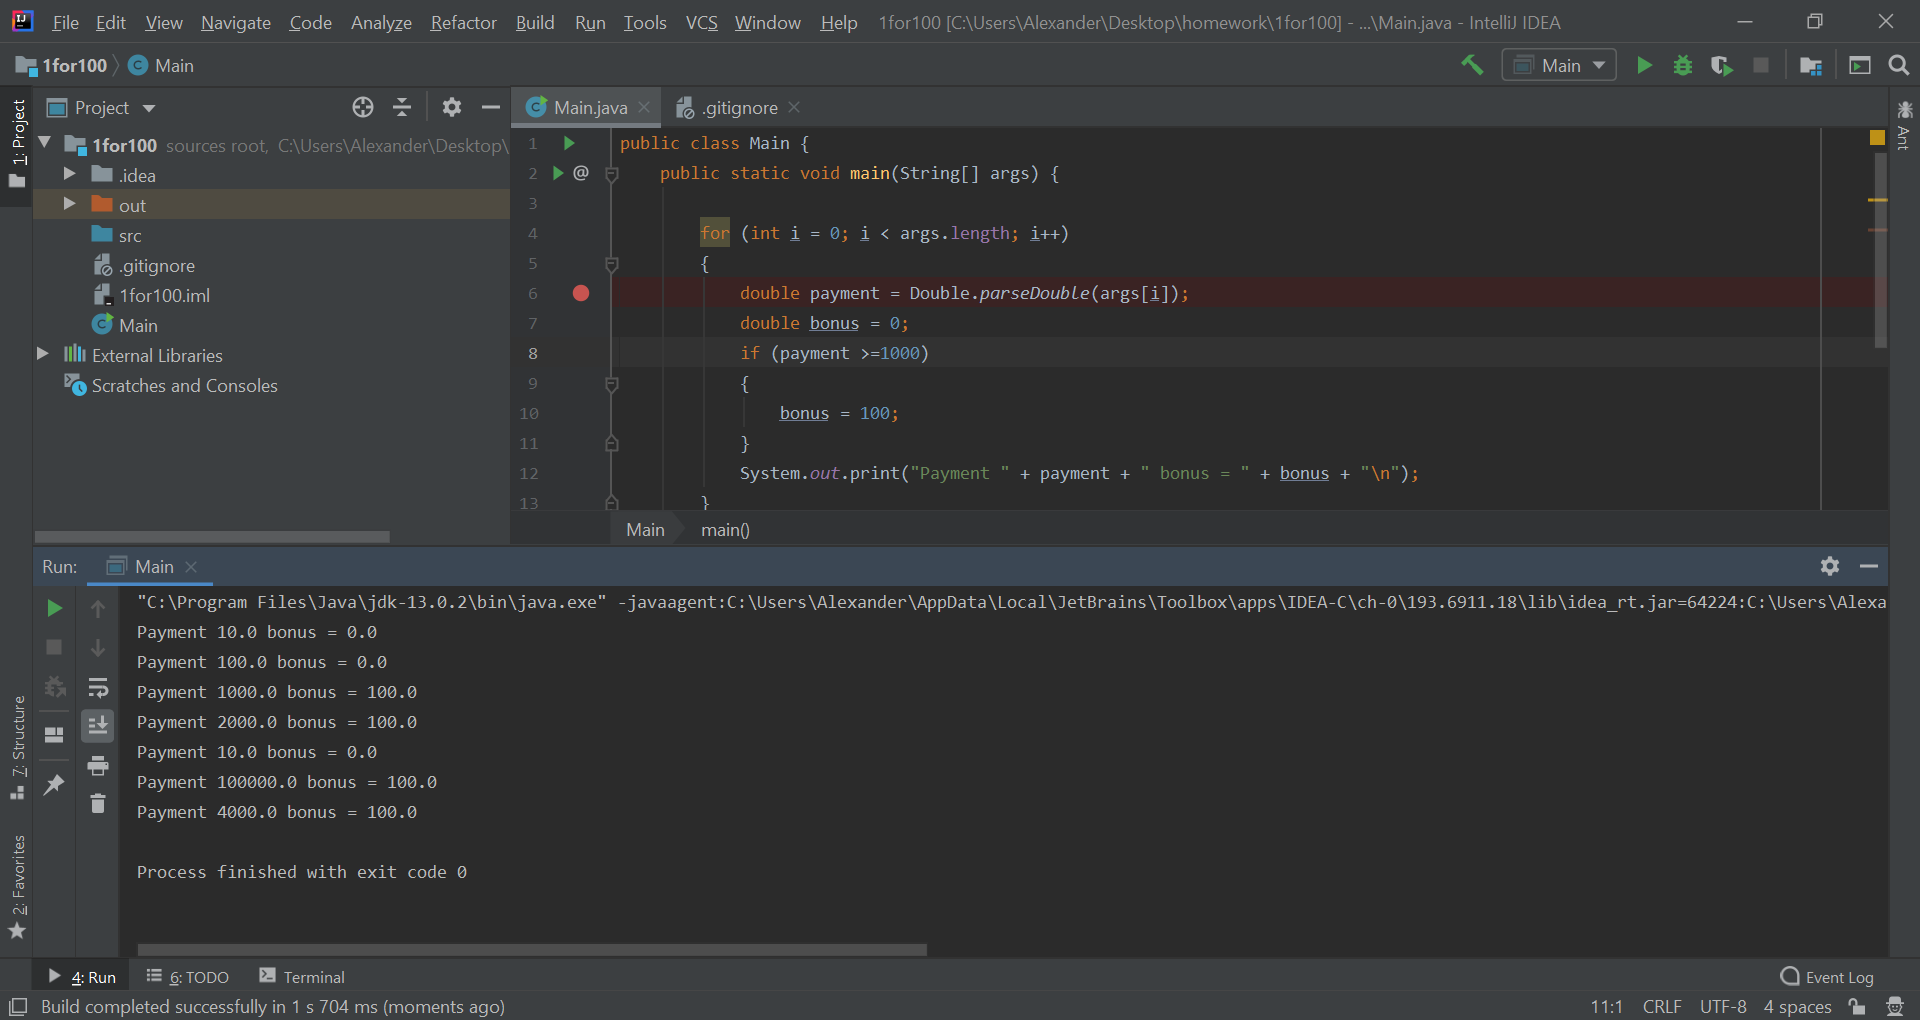 File Edit View Navigate Code Analyze Refactor Build Run Tools VCS Window Help 1for100 [C:\Users\Alexander\Desktop\homework\1for100] - ...\Main.java - IntelliJ IDEA
1for100 Main
Main
1: Project
Project
Main.java
.gitignore
Ant
1for100 sources root, C:\Users\Alexander\Desktop\
.idea
out
src
.gitignore
1for100.iml
Main
External Libraries
Scratches and Consoles
1 public class Main {
2 @ public static void main(String[] args) {
3
4 for (int i = 0; i < args.length; i++)
5 {
6 double payment = Double.parseDouble(args[i]);
7 double bonus = 0;
8 if (payment >=1000)
9 {
10 bonus = 100;
11 }
12 System.out.print("Payment " + payment + " bonus = " + bonus + "\n");
13 }
Main main()
Run: Main
"C:\Program Files\Java\jdk-13.0.2\bin\java.exe" -javaagent:C:\Users\Alexander\AppData\Local\JetBrains\Toolbox\apps\IDEA-C\ch-0\193.6911.18\lib\idea_rt.jar=64224:C:\Users\Alexa
Payment 10.0 bonus = 0.0
Payment 100.0 bonus = 0.0
Payment 1000.0 bonus = 100.0
Payment 2000.0 bonus = 100.0
Payment 10.0 bonus = 0.0
Payment 100000.0 bonus = 100.0
Payment 4000.0 bonus = 100.0
Process finished with exit code 0
7: Structure
2: Favorites
4: Run 6: TODO Terminal Event Log
Build completed successfully in 1 s 704 ms (moments ago) 11:1 CRLF UTF-8 4 spaces